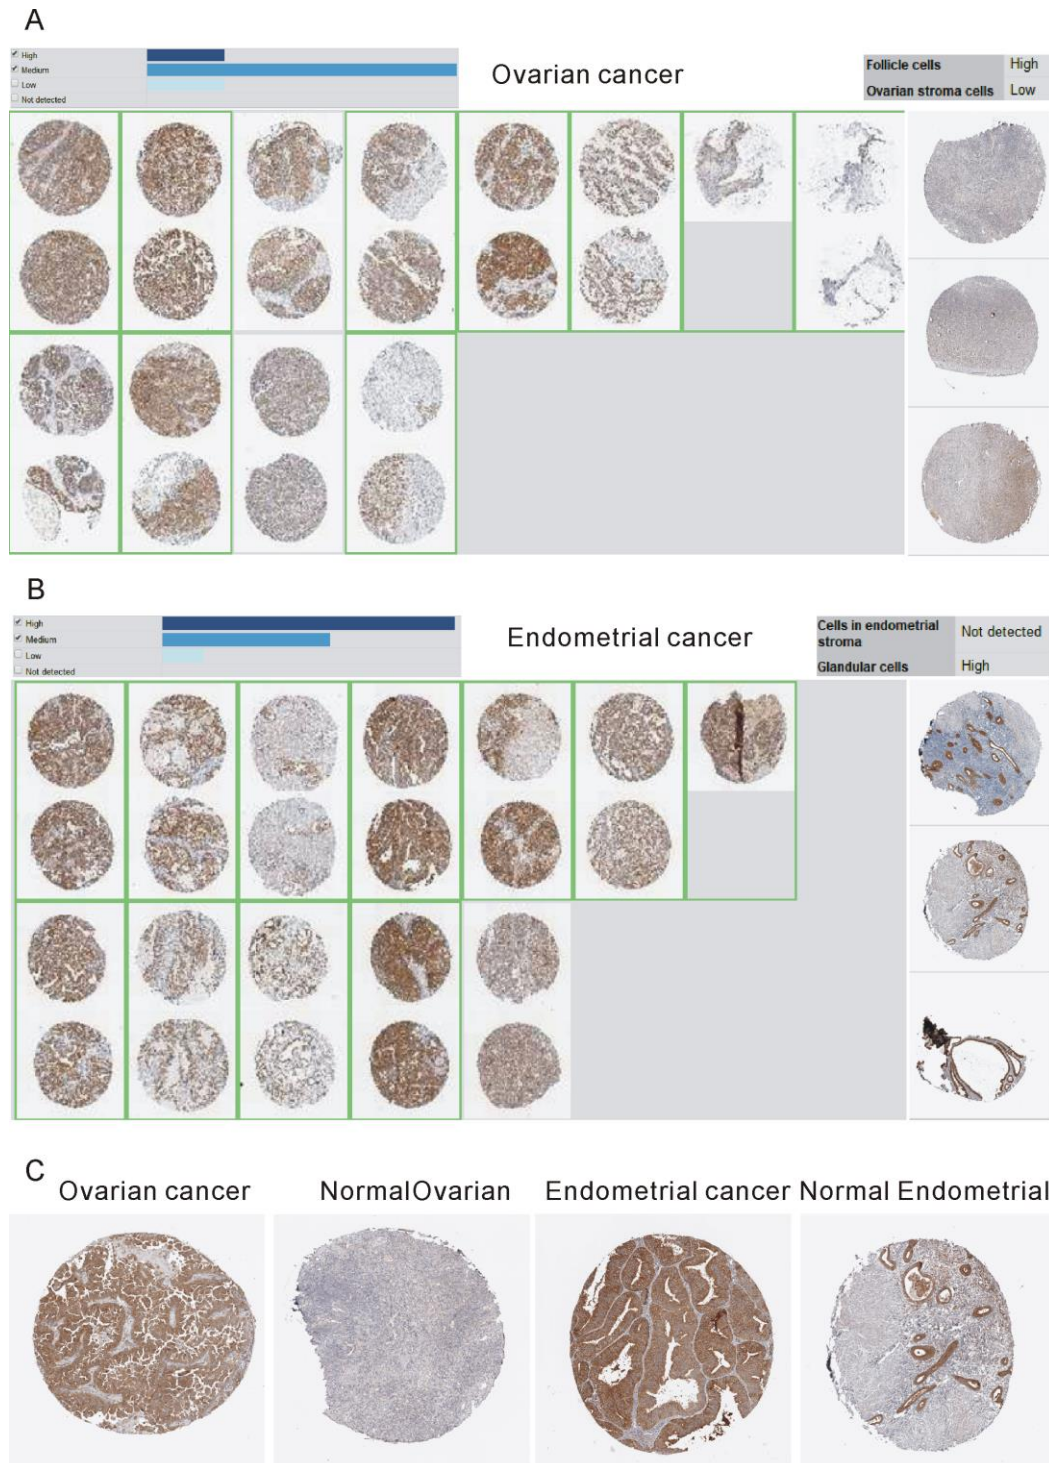 A
High
Medium
Low
Not detected
Ovarian cancer
Follicle cells High
Ovarian stroma cells Low
B
High
Medium
Low
Not detected
Endometrial cancer
Cells in endometrial
stroma Not detected
Glandular cells High
C
Ovarian cancer NormalOvarian Endometrial cancer Normal Endometrial